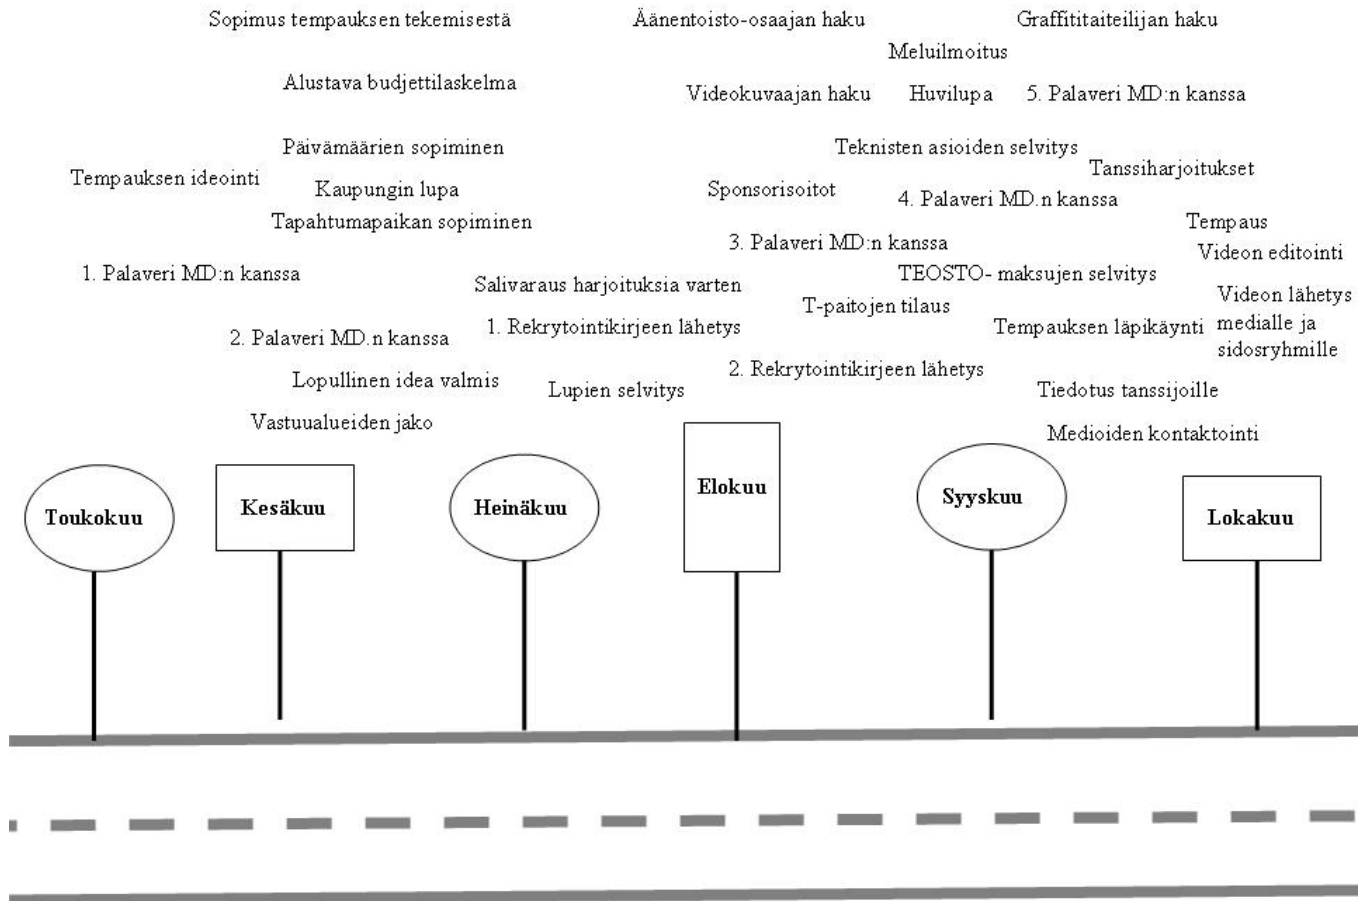 Sopimus tempauksen tekemisestä
Äänentoisto-osaajan haku
Graffititaiteilijan haku
Meluilmoitus
Alustava budjettilaskelma
Videokuvaajan haku
Huvilupa
5. Palaveri MD:n kanssa
Päivämäärien sopiminen
Teknisten asioiden selvitys
Tanssiharjoitukset
Tempauksen ideointi
Kaupungin lupa
Sponsorisoitot
4. Palaveri MD.n kanssa
Tapahtumapaikan sopiminen
Tempaus
3. Palaveri MD:n kanssa
Videon editointi
1. Palaveri MD:n kanssa
TEOSTO- maksujen selvitys
Salivaraus harjoituksia varten
Videon lähetys
medialle ja
sidosryhmille
T-paitojen tilaus
1. Rekrytointikirjeen lähetys
Tempauksen läpikäynti
2. Palaveri MD.n kanssa
2. Rekrytointikirjeen lähetys
Lopullinen idea valmis
Lupien selvitys
Tiedotus tanssijoille
Vastuualueiden jako
Medioiden kontaktointi
Toukokuu
Kesäkuu
Heinäkuu
Elokuu
Syyskuu
Lokakuu